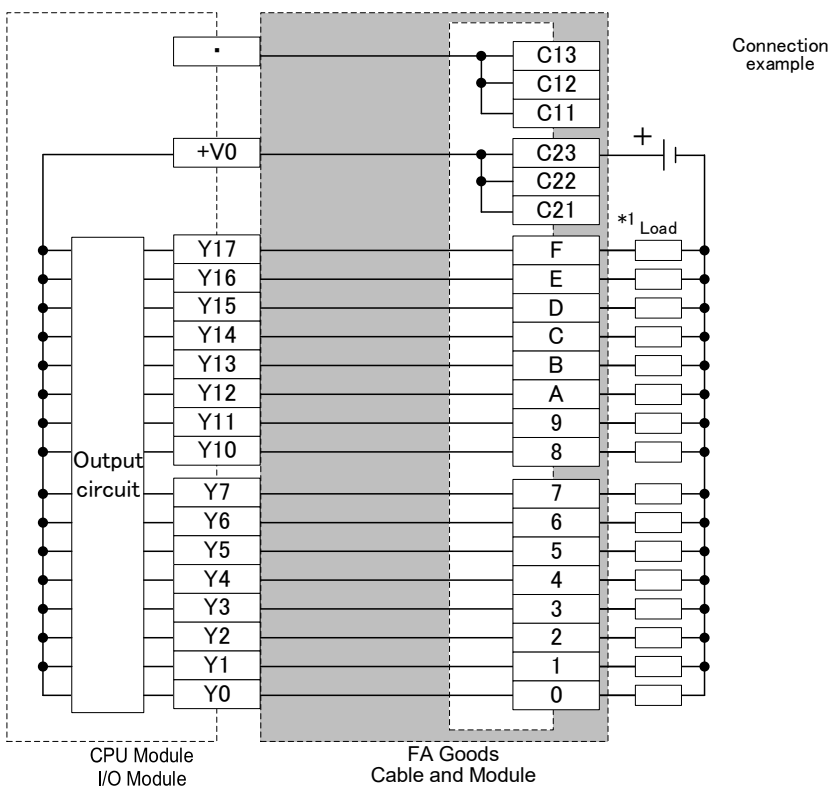 · C13
C12
C11
Connection
example
+V0 C23 +
C22
C21
*1 Load
Y17 F
Y16 E
Y15 D
Y14 C
Y13 B
Y12 A
Y11 9
Y10 8
Output
circuit
Y7 7
Y6 6
Y5 5
Y4 4
Y3 3
Y2 2
Y1 1
Y0 0
CPU Module
I/O Module
FA Goods
Cable and Module